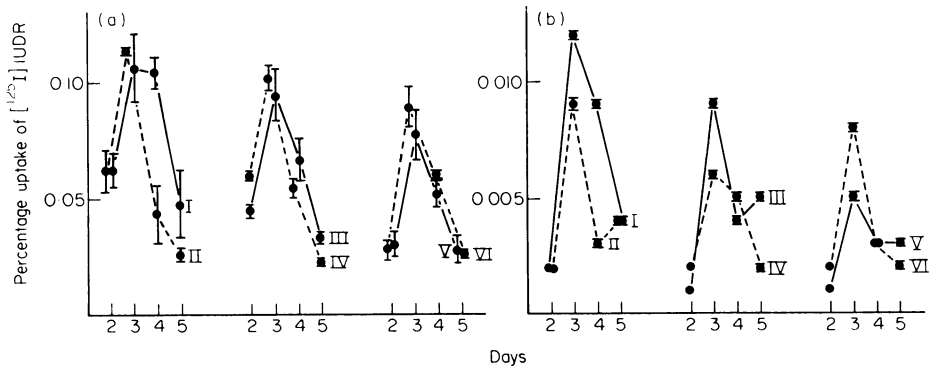 (a)
(b)
Percentage uptake of [¹²⁵I] IUDR
0·10
0·05
0·010
0·005
I
II
III
IV
V
VI
I
II
III
IV
V
VI
2 3 4 5 2 3 4 5 2 3 4 5
2 3 4 5 2 3 4 5 2 3 4 5
Days